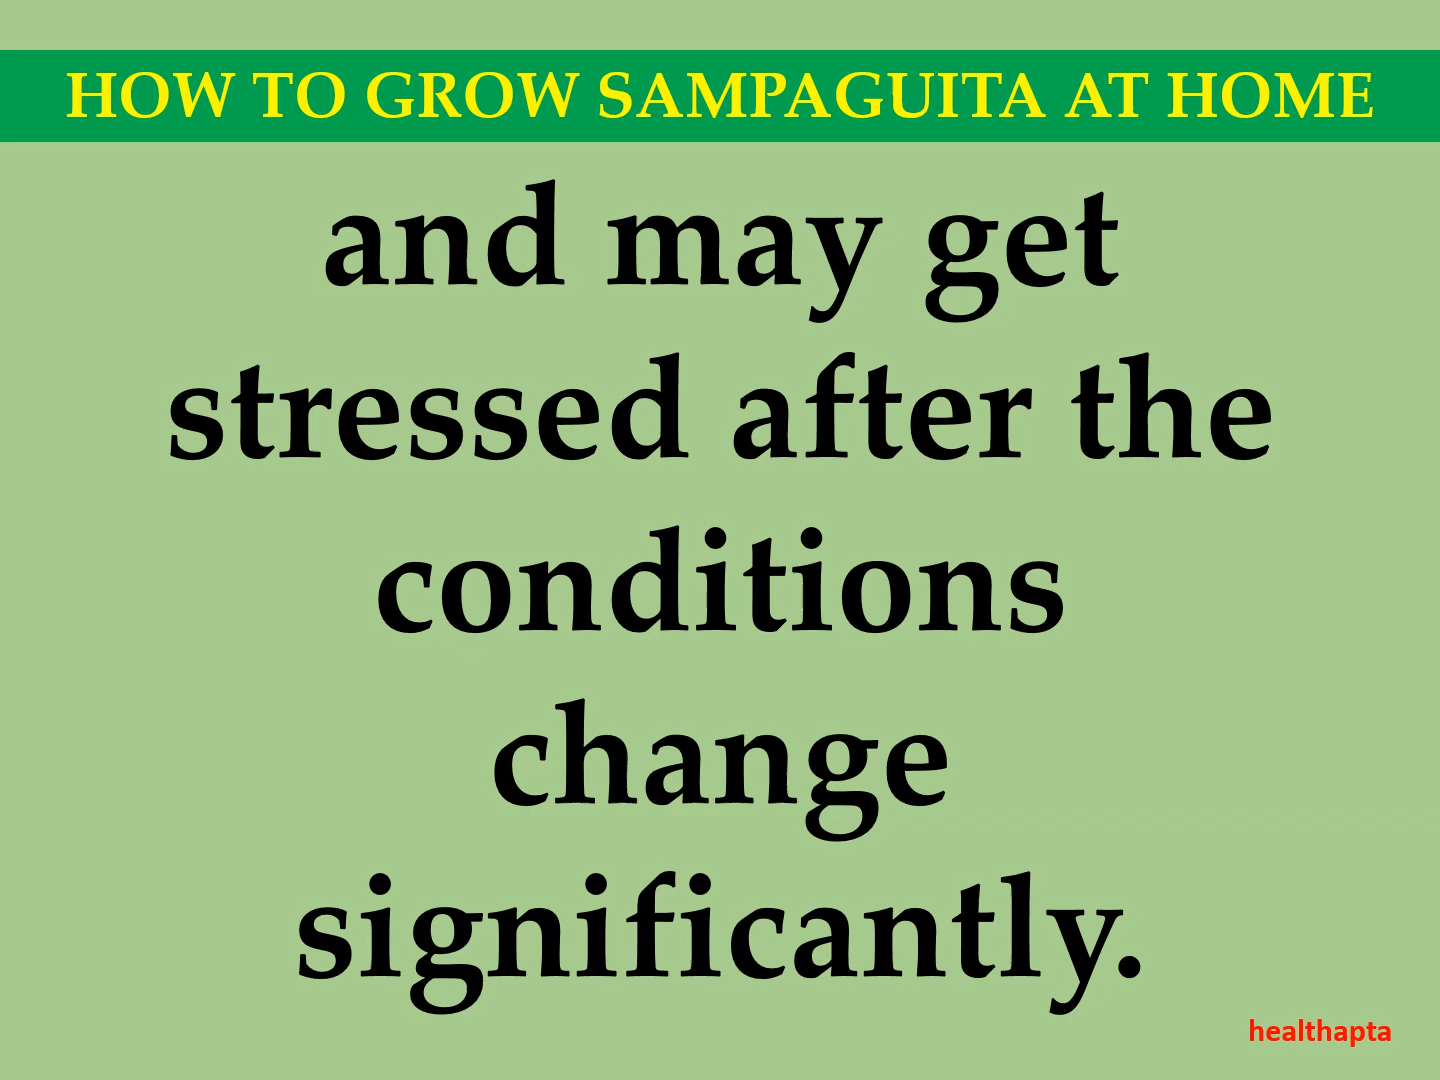 HOW TO GROW SAMPAGUITA AT HOME
and may get
stressed after the
conditions
change
significantly.
healthapta